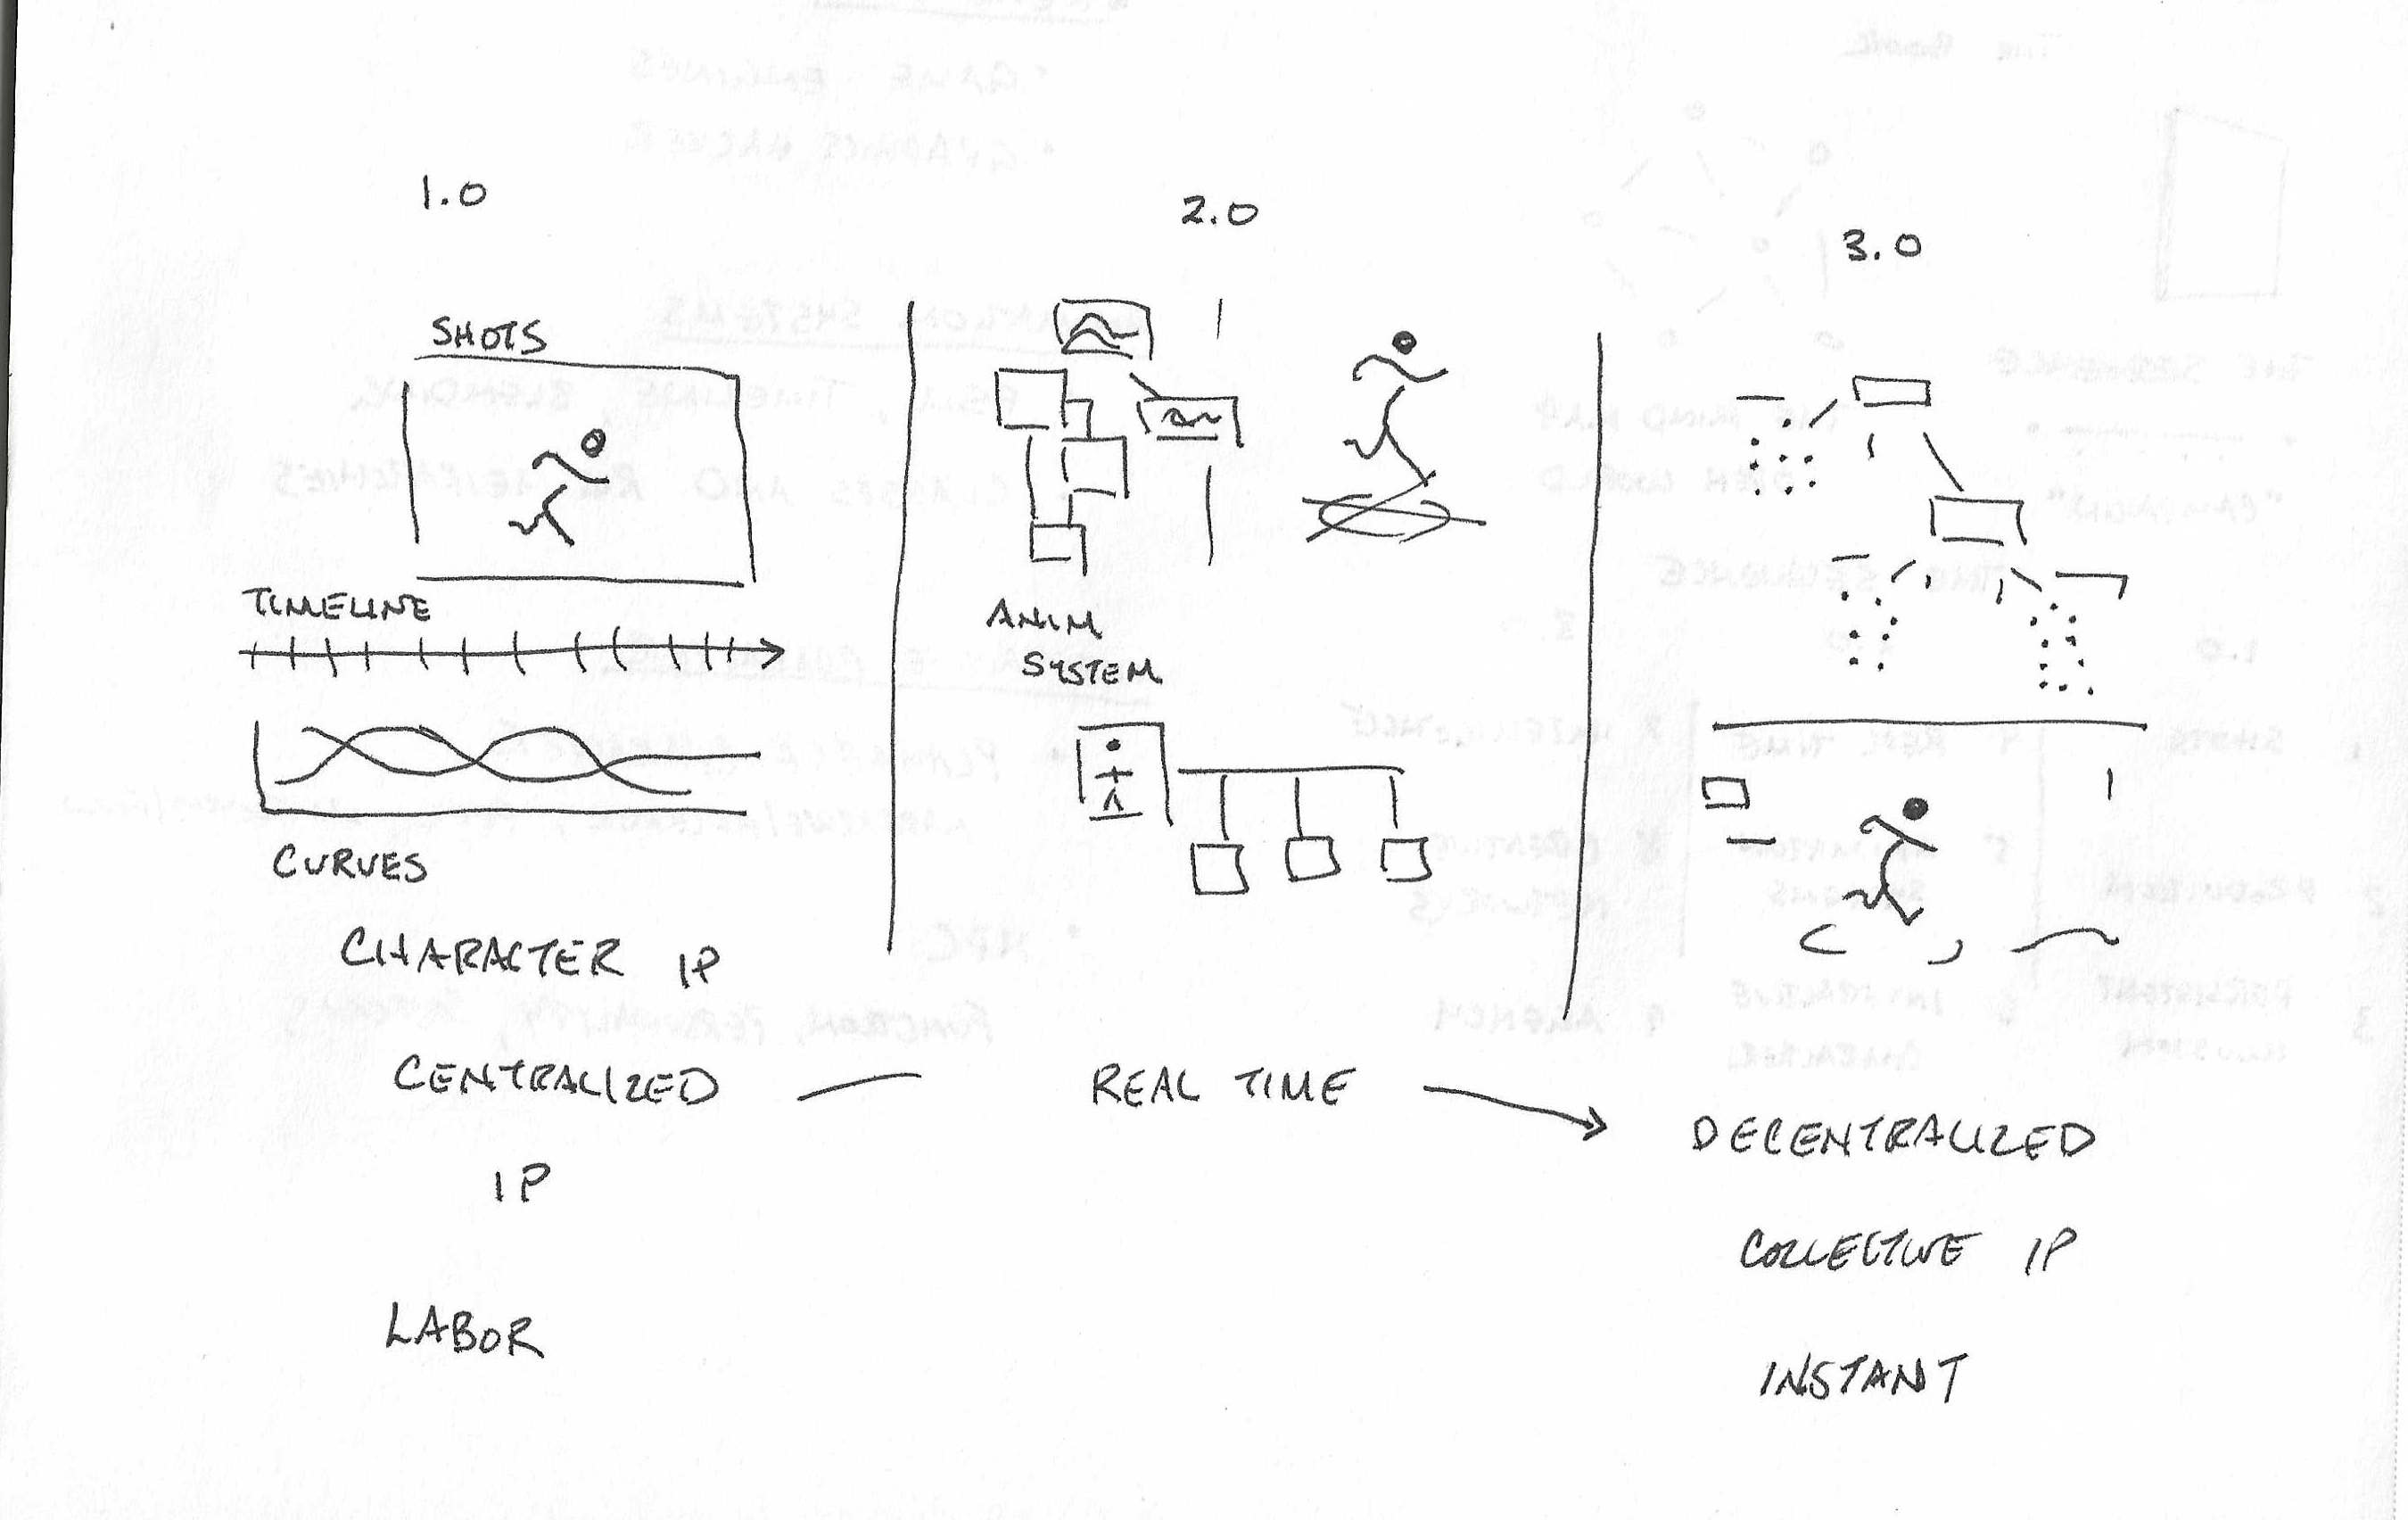 1.0
SHOTS
TIMELINE
CURVES
CHARACTER IP
CENTRALIZED
IP
LABOR
2.0
ANIM
SYSTEM
REAL TIME
3.0
DECENTRALIZED
COLLECTIVE IP
INSTANT